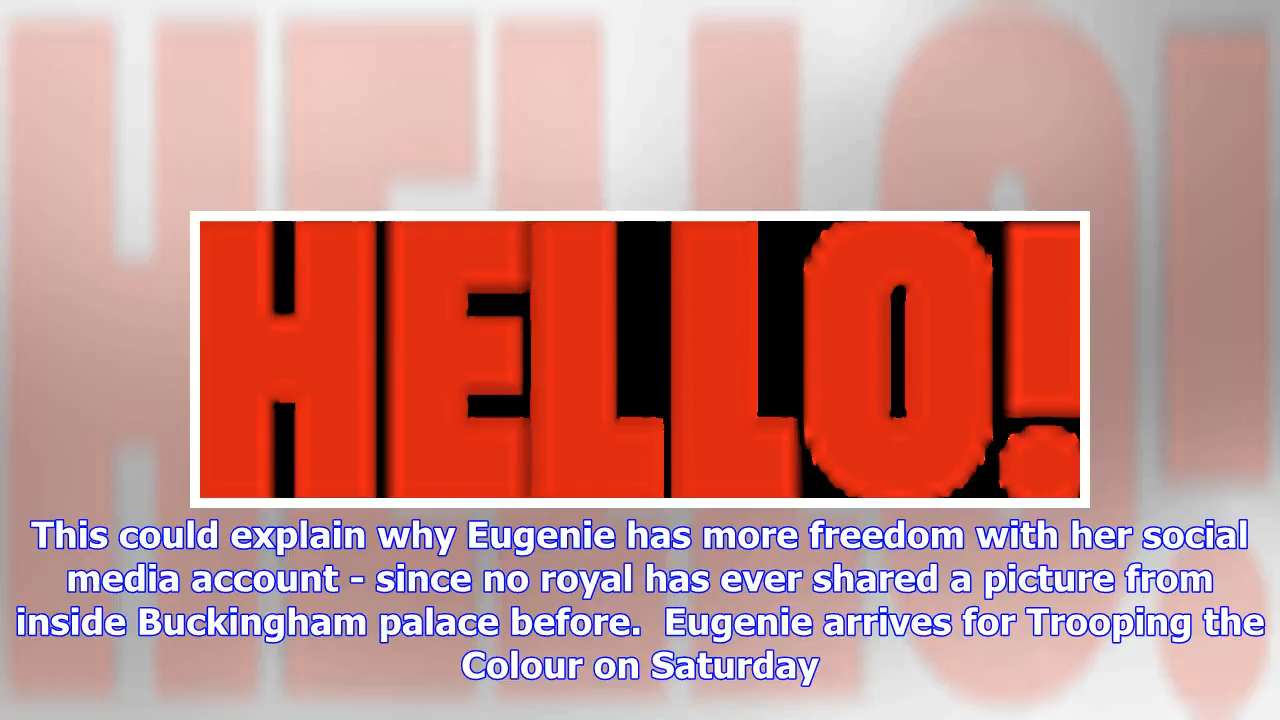 HELLO!
This could explain why Eugenie has more freedom with her social
media account - since no royal has ever shared a picture from
inside Buckingham palace before.  Eugenie arrives for Trooping the
Colour on Saturday